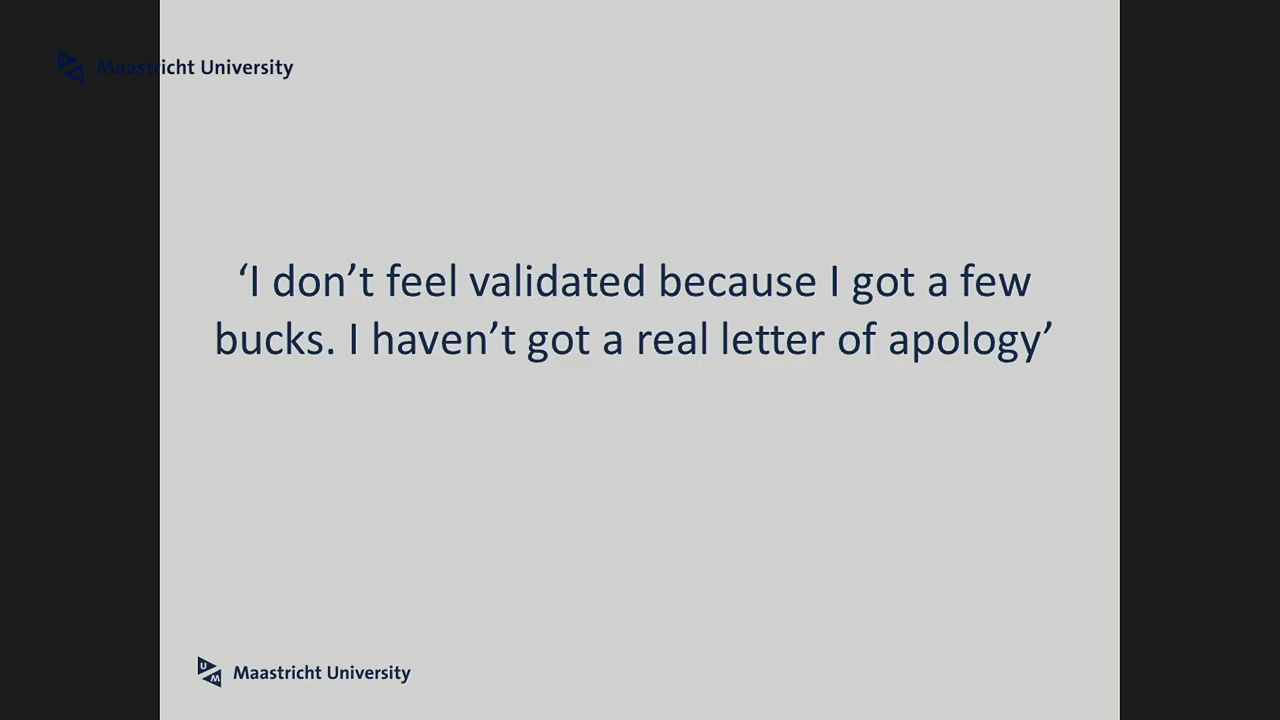 Maastricht University
‘I don’t feel validated because I got a few
bucks. I haven’t got a real letter of apology’
U
M
Maastricht University